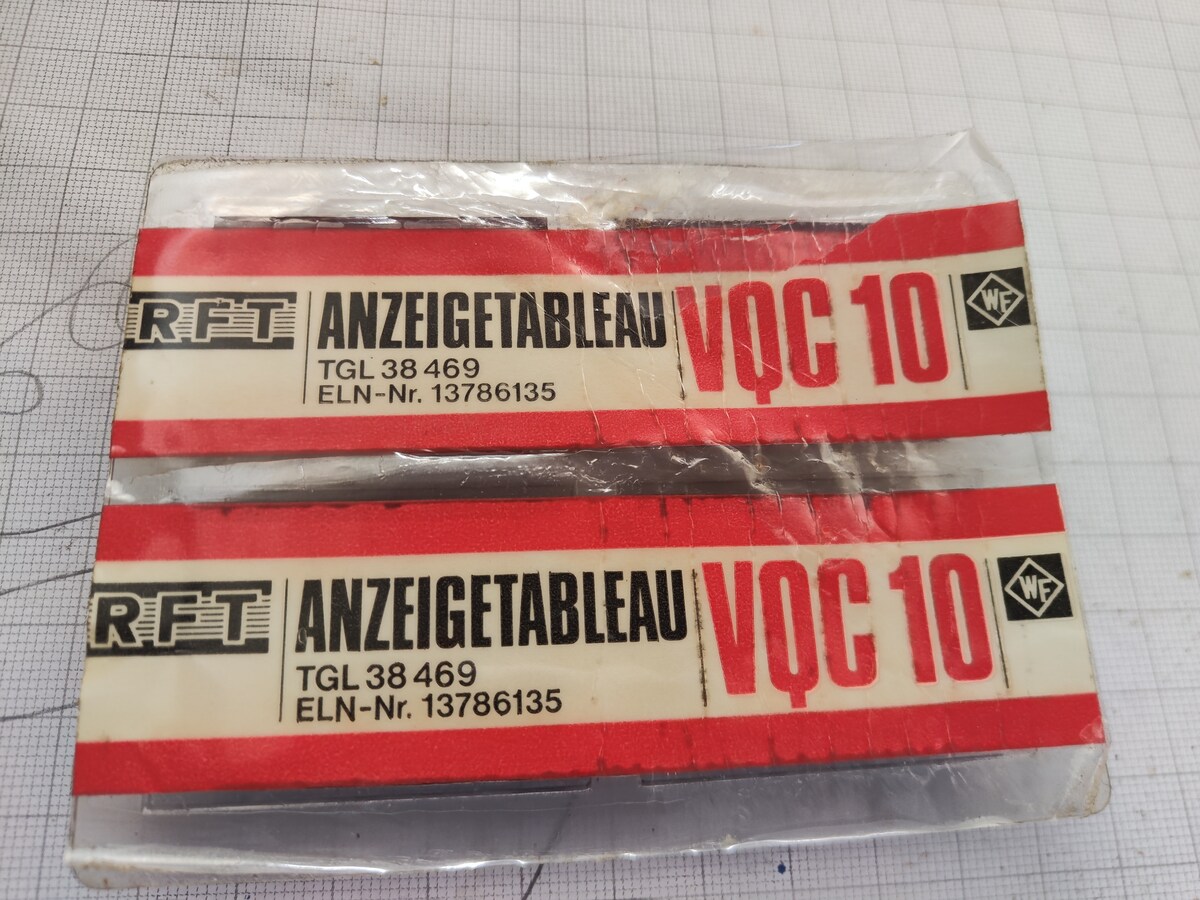 RFT ANZEIGETABLEAU VQC 10 WF
TGL 38 469
ELN-Nr. 13786135
RFT ANZEIGETABLEAU VQC 10 WF
TGL 38 469
ELN-Nr. 13786135